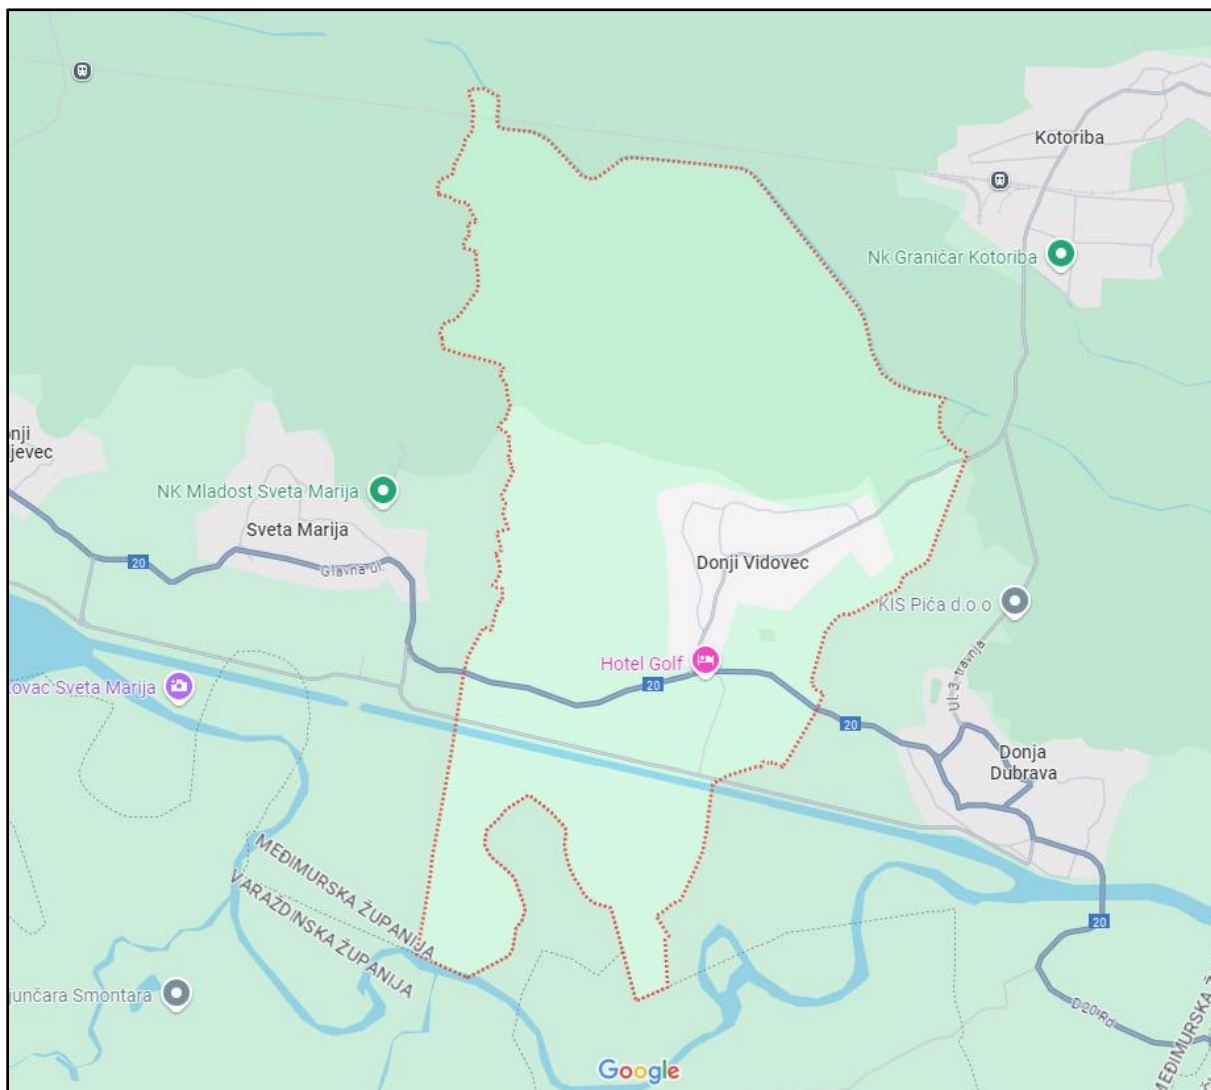 Kotoriba
Nk Graničar Kotoriba
onji
jevec
NK Mladost Sveta Marija
Sveta Marija
20
Glavna ul.
Donji Vidovec
KIS Pića d.o.o
Hotel Golf
20
ovac Sveta Marija
Ul. 3. travnja
20
Donja
Dubrava
MEĐIMURSKA ŽUPANIJA
VARAŽDINSKA ŽUPANIJA
20
junčara Smontara
D20 Rd
MEĐIMURSKA Ž
Google